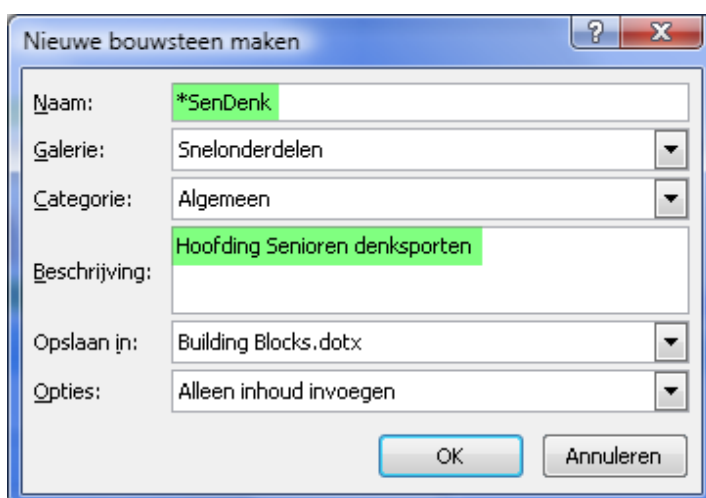 Nieuwe bouwsteen maken
Naam: *SenDenk
Galerie: Snelonderdelen
Categorie: Algemeen
Beschrijving: Hoofding Senioren denksporten
Opslaan in: Building Blocks.dotx
Opties: Alleen inhoud invoegen
OK Annuleren